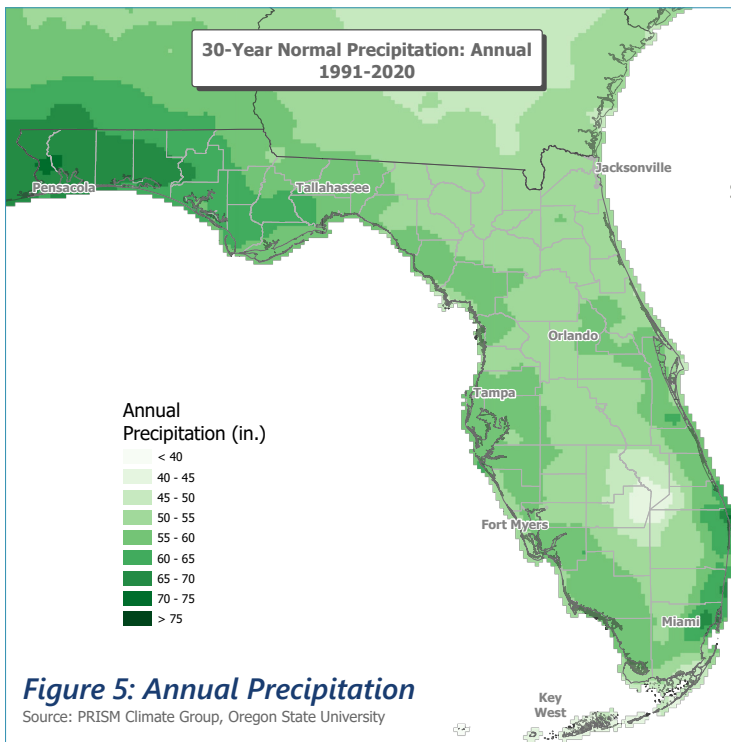 30-Year Normal Precipitation: Annual
1991-2020
Jacksonville
Pensacola
Tallahassee
Orlando
Tampa
Fort Myers
Miami
Key
West
Annual
Precipitation (in.)
< 40
40 - 45
45 - 50
50 - 55
55 - 60
60 - 65
65 - 70
70 - 75
> 75
Figure 5: Annual Precipitation
Source: PRISM Climate Group, Oregon State University